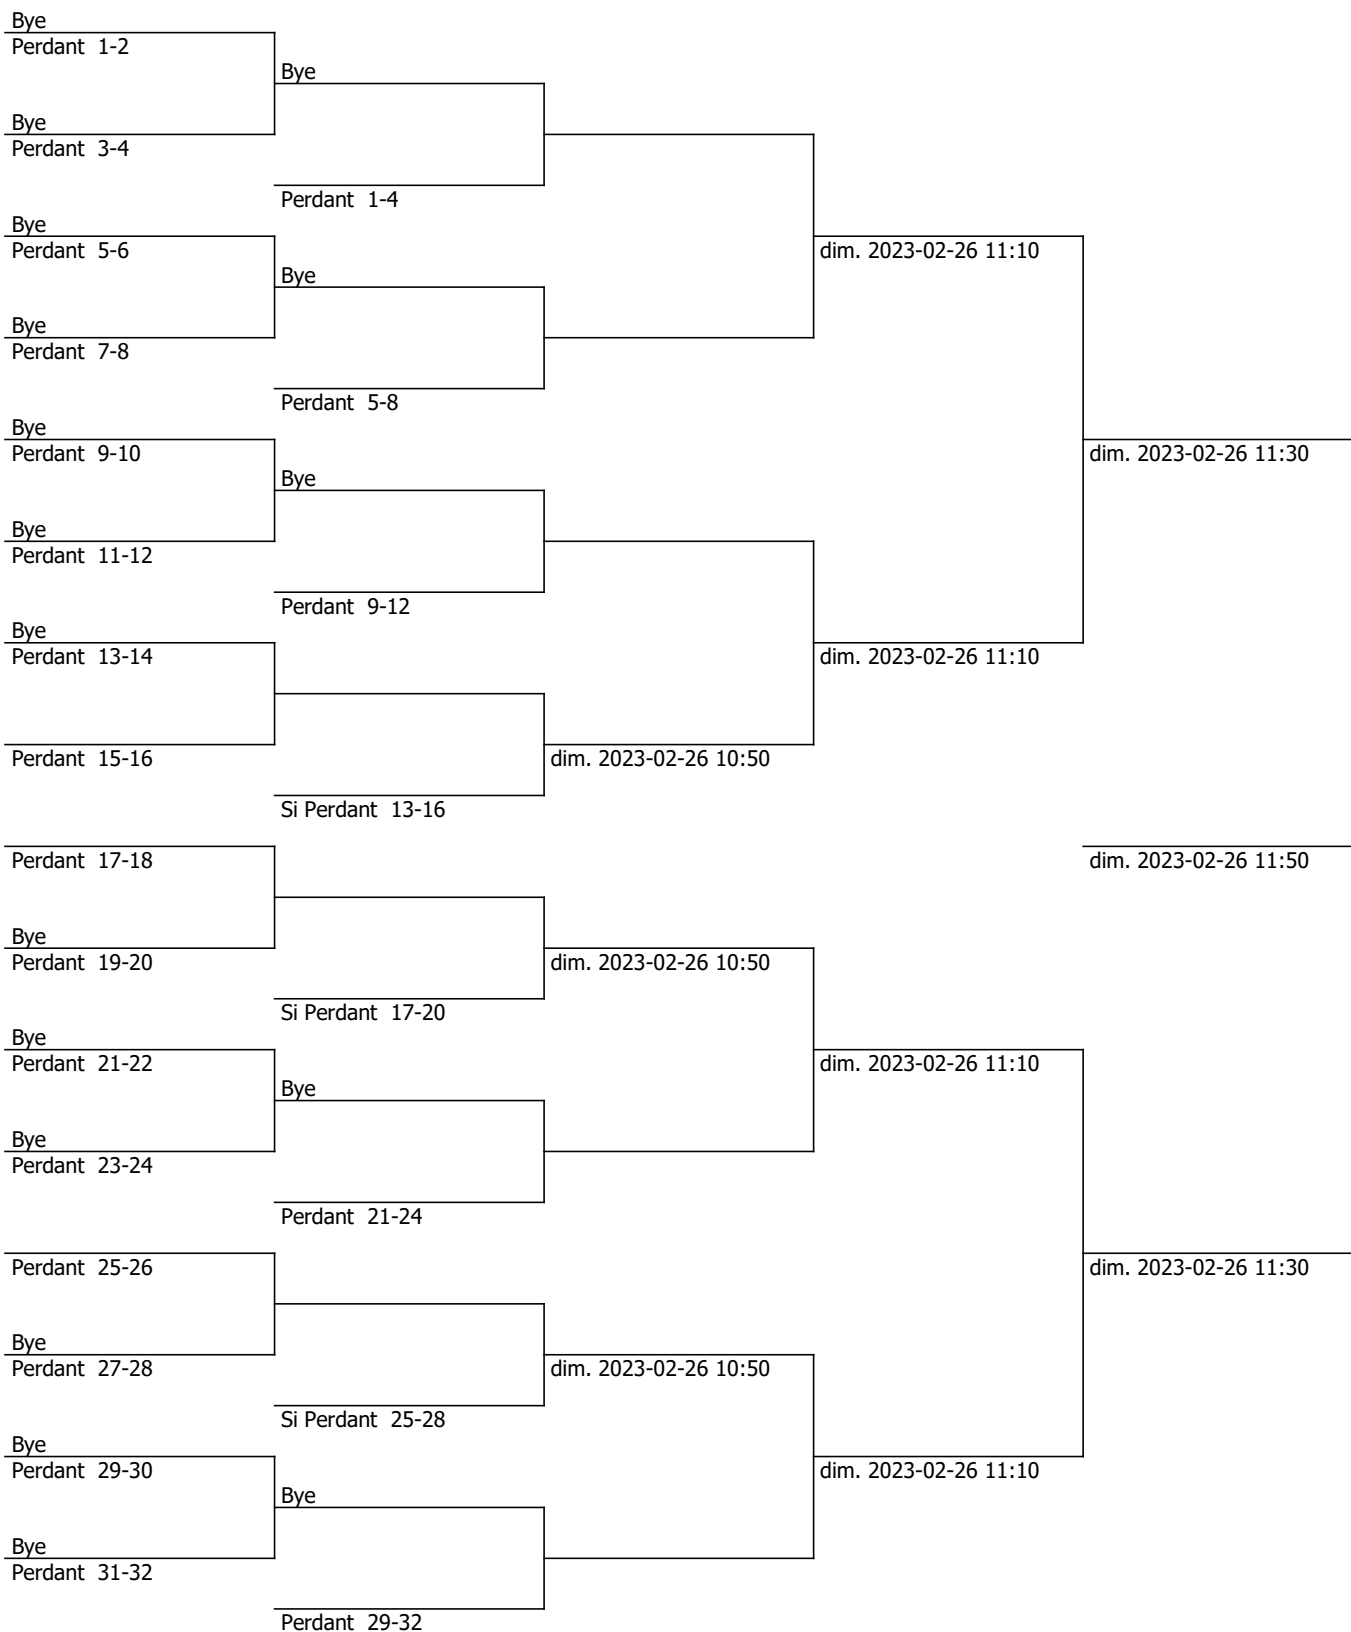 Bye
Perdant 1-2
Bye
Bye
Perdant 3-4
Perdant 1-4
Bye
Perdant 5-6
dim. 2023-02-26 11:10
Bye
Bye
Perdant 7-8
Perdant 5-8
Bye
Perdant 9-10
dim. 2023-02-26 11:30
Bye
Bye
Perdant 11-12
Perdant 9-12
Bye
Perdant 13-14
dim. 2023-02-26 11:10
Perdant 15-16
dim. 2023-02-26 10:50
Si Perdant 13-16
Perdant 17-18
dim. 2023-02-26 11:50
Bye
Perdant 19-20
dim. 2023-02-26 10:50
Si Perdant 17-20
Bye
Perdant 21-22
dim. 2023-02-26 11:10
Bye
Bye
Perdant 23-24
Perdant 21-24
Perdant 25-26
dim. 2023-02-26 11:30
Bye
Perdant 27-28
dim. 2023-02-26 10:50
Si Perdant 25-28
Bye
Perdant 29-30
dim. 2023-02-26 11:10
Bye
Bye
Perdant 31-32
Perdant 29-32